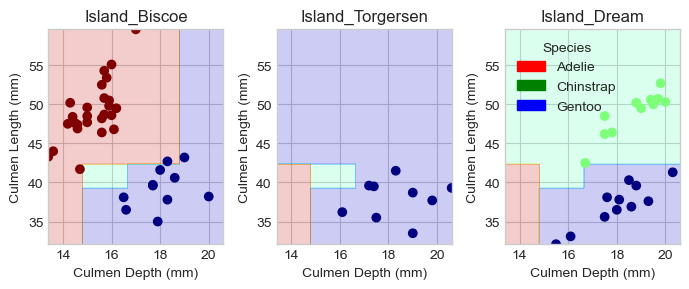 Island_Biscoe
Island_Torgersen
Island_Dream
Culmen Length (mm)
55
50
45
40
35
14
16
18
20
Culmen Depth (mm)
Culmen Length (mm)
55
50
45
40
35
14
16
18
20
Culmen Depth (mm)
Culmen Length (mm)
55
50
45
40
35
14
16
18
20
Culmen Depth (mm)
Species
Adelie
Chinstrap
Gentoo